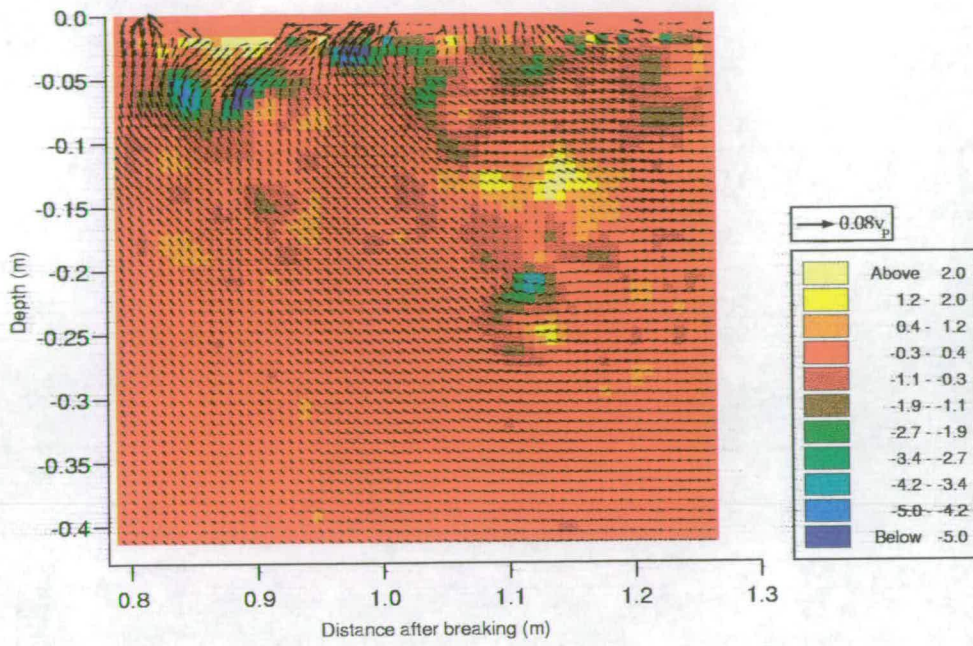 0.0
-0.05
-0.1
-0.15
-0.2
-0.25
-0.3
-0.35
-0.4
Depth (m)
0.8 0.9 1.0 1.1 1.2 1.3
Distance after breaking (m)
0.08vP
Above 2.0
1.2 - 2.0
0.4 - 1.2
-0.3 - 0.4
-1.1 - -0.3
-1.9 - -1.1
-2.7 - -1.9
-3.4 - -2.7
-4.2 - -3.4
-5.0 - -4.2
Below -5.0